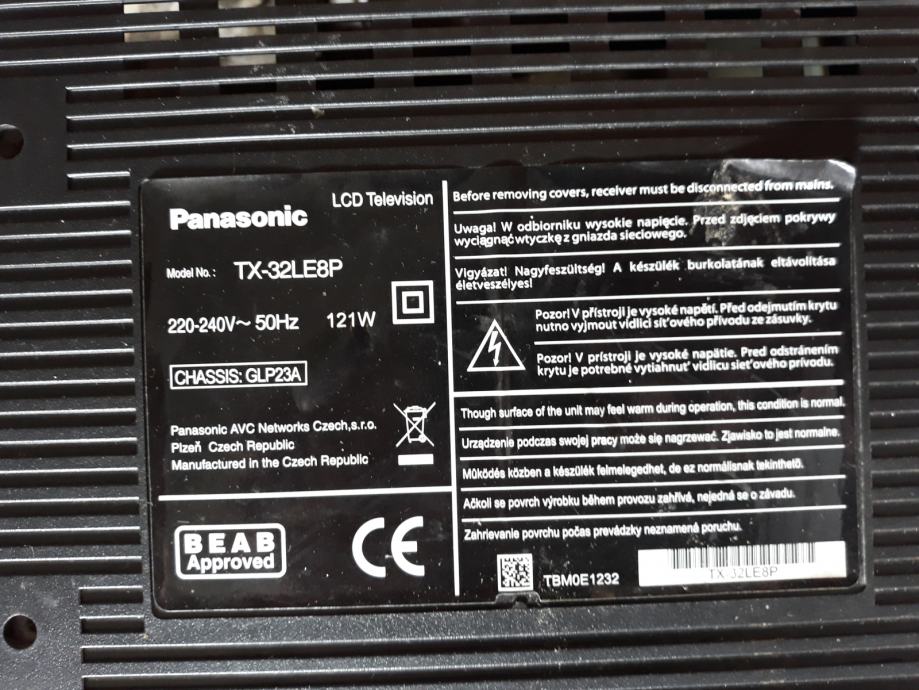 Panasonic
LCD Television
Model No.: TX-32LE8P
220-240V~ 50Hz 121W
CHASSIS: GLP23A
Panasonic AVC Networks Czech,s.r.o.
Plzeň Czech Republic
Manufactured in the Czech Republic
BEAB
Approved
CE
Before removing covers, receiver must be disconnected from mains.
Uwaga! W odbiorniku wysokie napięcie. Przed zdjęciem pokrywy
wyciągnąć wtyczkę z gniazda sieciowego.
Vigyázat! Nagyfeszültség! A készülék burkolatának eltávolítása
életveszélyes!
Pozor! V přístroji je vysoké napětí. Před odejmutím krytu
nutno vyjmout vidlici síťového přívodu ze zásuvky.
Pozor! V prístroji je vysoké napätie. Pred odstránením
krytu je potrebné vytiahnuť vidlicu sieťového prívodu.
Though surface of the unit may feel warm during operation, this condition is normal.
Urządzenie podczas swojej pracy może się nagrzewać. Zjawisko to jest normalne.
Működés közben a készülék felmelegedhet, de ez normálisnak tekinthető.
Ačkoli se povrch výrobku během provozu zahřívá, nejedná se o závadu.
Zahrievanie povrchu počas prevádzky neznamená poruchu.
TBM0E1232
TX-32LE8P